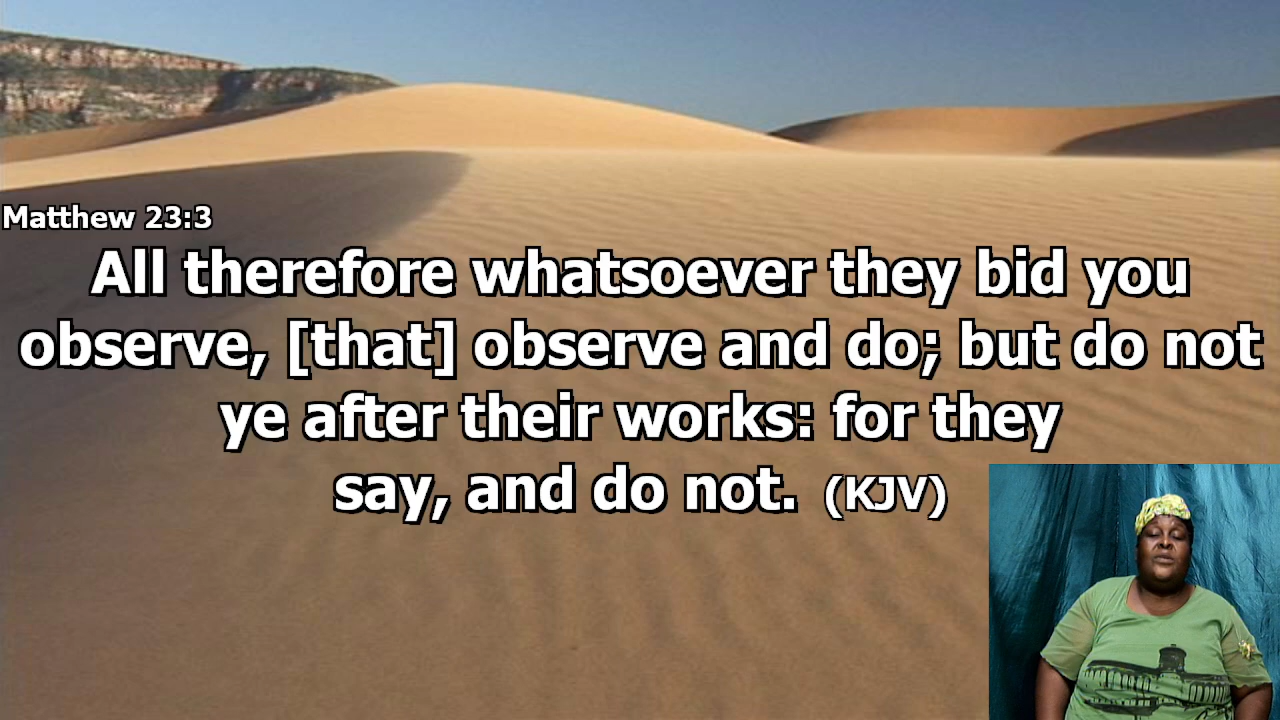 Matthew 23:3
All therefore whatsoever they bid you
observe, [that] observe and do; but do not
ye after their works: for they
say, and do not. (KJV)